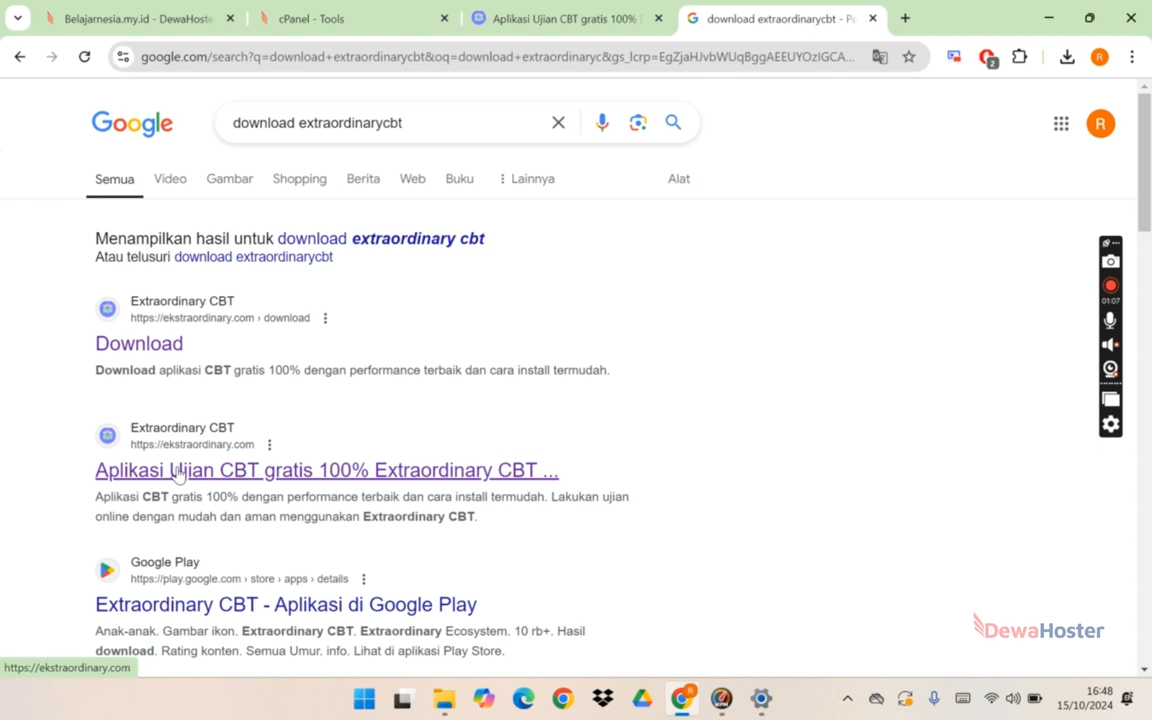 Belajarnesia.my.id - DewaHoste
cPanel - Tools
Aplikasi Ujian CBT gratis 100%
download extraordinarycbt - Pe
google.com/search?q=download+extraordinarycbt&oq=download+extraordinaryc&gs_lcrp=EgZjaHJvbWUqBggAEEUYOzIGCA...
2
R
Google
download extraordinarycbt
R
Semua
Video
Gambar
Shopping
Berita
Web
Buku
Lainnya
Alat
Menampilkan hasil untuk download extraordinary cbt
Atau telusuri download extraordinarycbt
Extraordinary CBT
https://ekstraordinary.com › download
Download
Download aplikasi CBT gratis 100% dengan performance terbaik dan cara install termudah.
Extraordinary CBT
https://ekstraordinary.com
Aplikasi Ujian CBT gratis 100% Extraordinary CBT ...
Aplikasi CBT gratis 100% dengan performance terbaik dan cara install termudah. Lakukan ujian
online dengan mudah dan aman menggunakan Extraordinary CBT.
Google Play
https://play.google.com › store › apps › details
Extraordinary CBT - Aplikasi di Google Play
Anak-anak. Gambar ikon. Extraordinary CBT. Extraordinary Ecosystem. 10 rb+. Hasil
download. Rating konten. Semua Umur. info. Lihat di aplikasi Play Store.
01:07
DewaHoster
https://ekstraordinary.com
16:48
15/10/2024